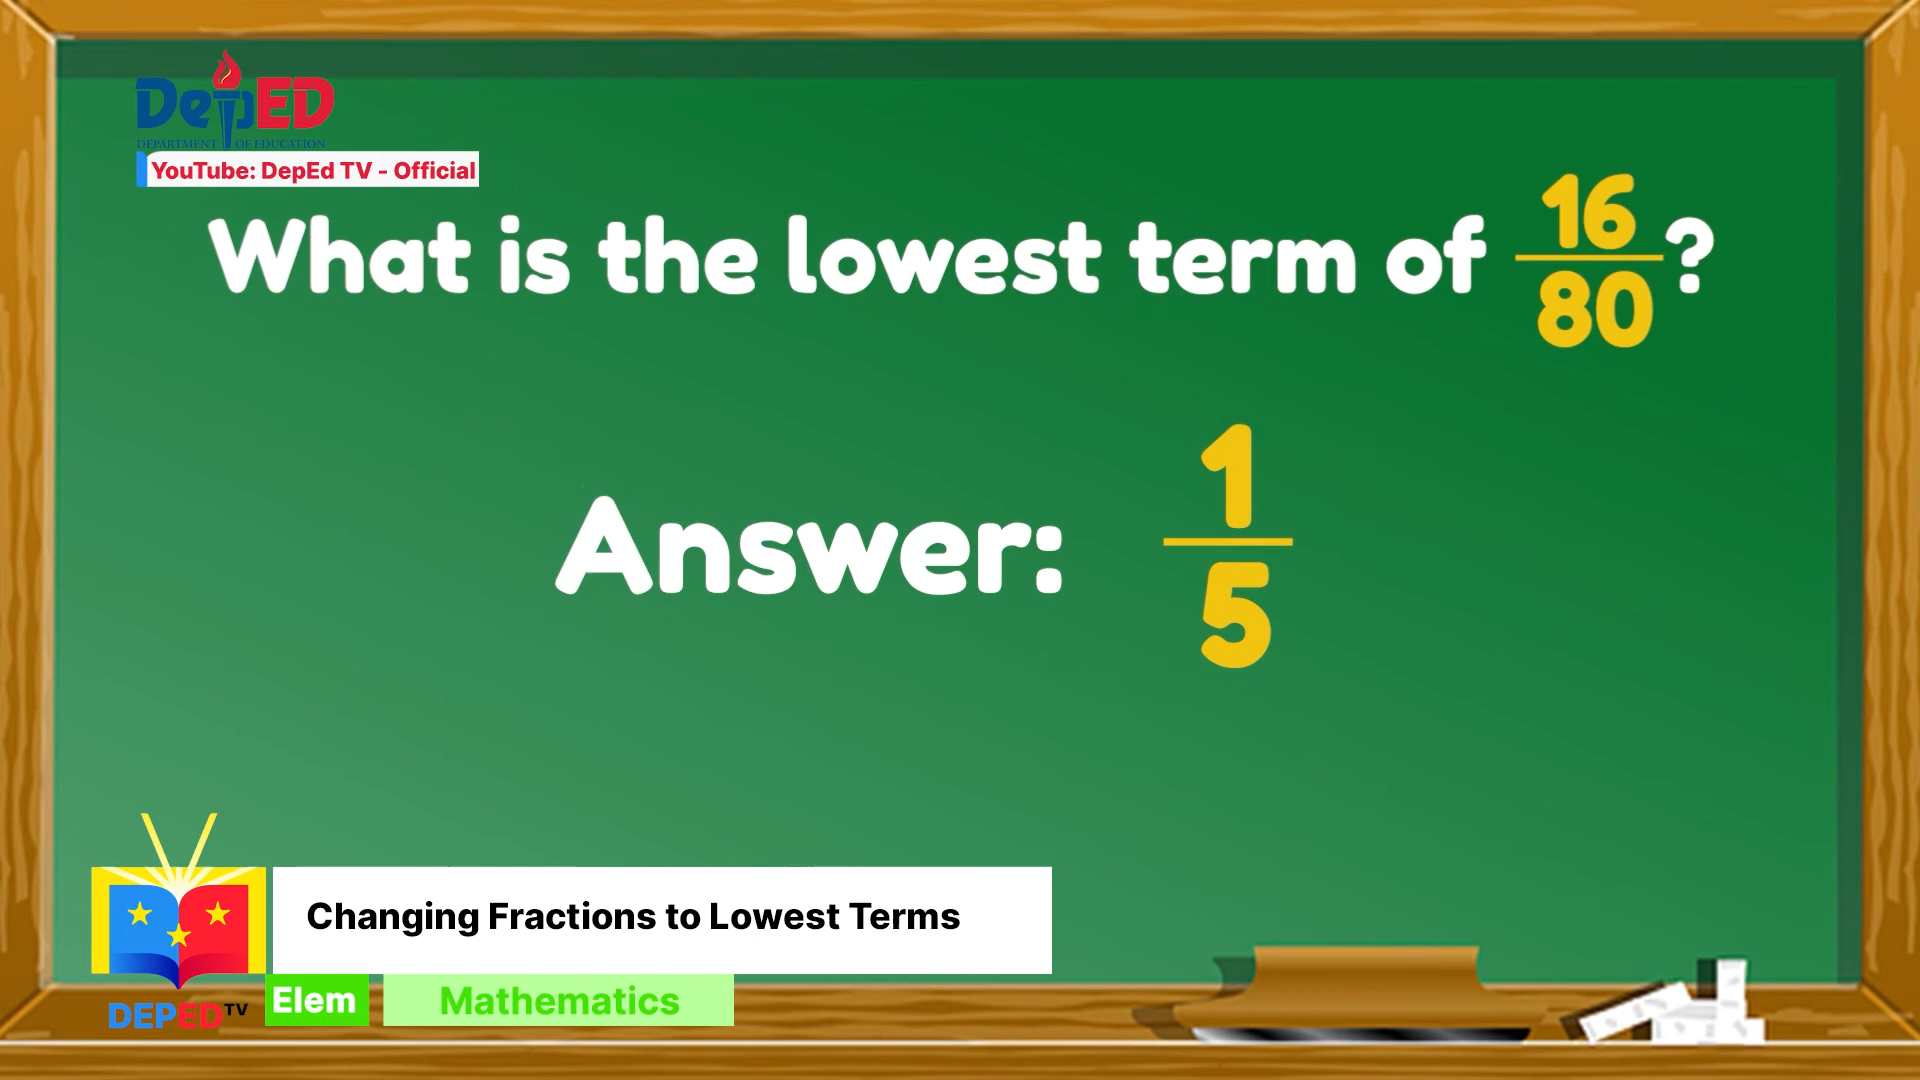 DepED
DEPARTMENT OF EDUCATION
YouTube: DepEd TV - Official
What is the lowest term of 16/80?
Answer: 1/5
Changing Fractions to Lowest Terms
DEPED TV
Elem Mathematics